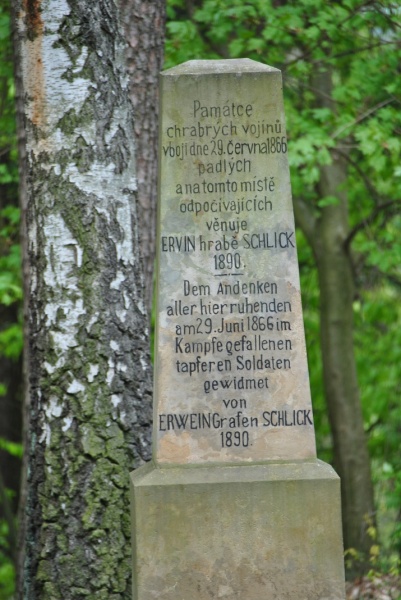 Památce
chrabrých vojínů
v boji dne 29. června 1866
padlých
a na tomto místě
odpočívajících
věnuje
ERVIN hrabě SCHLICK
1890.
Dem Andenken
aller hier ruhenden
am 29. Juni 1866 im
Kampfe gefallenen
tapferen Soldaten
gewidmet
von
ERWEIN Grafen SCHLICK
1890.